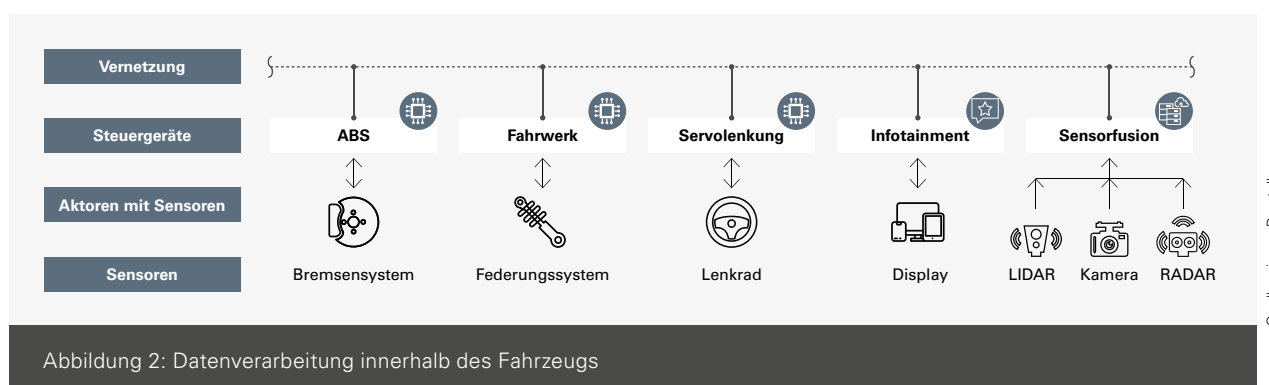 Vernetzung
Steuergeräte
ABS
Fahrwerk
Servolenkung
Infotainment
Sensorfusion
Aktoren mit Sensoren
Sensoren
Bremsensystem
Federungssystem
Lenkrad
Display
LIDAR
Kamera
RADAR
Abbildung 2: Datenverarbeitung innerhalb des Fahrzeugs